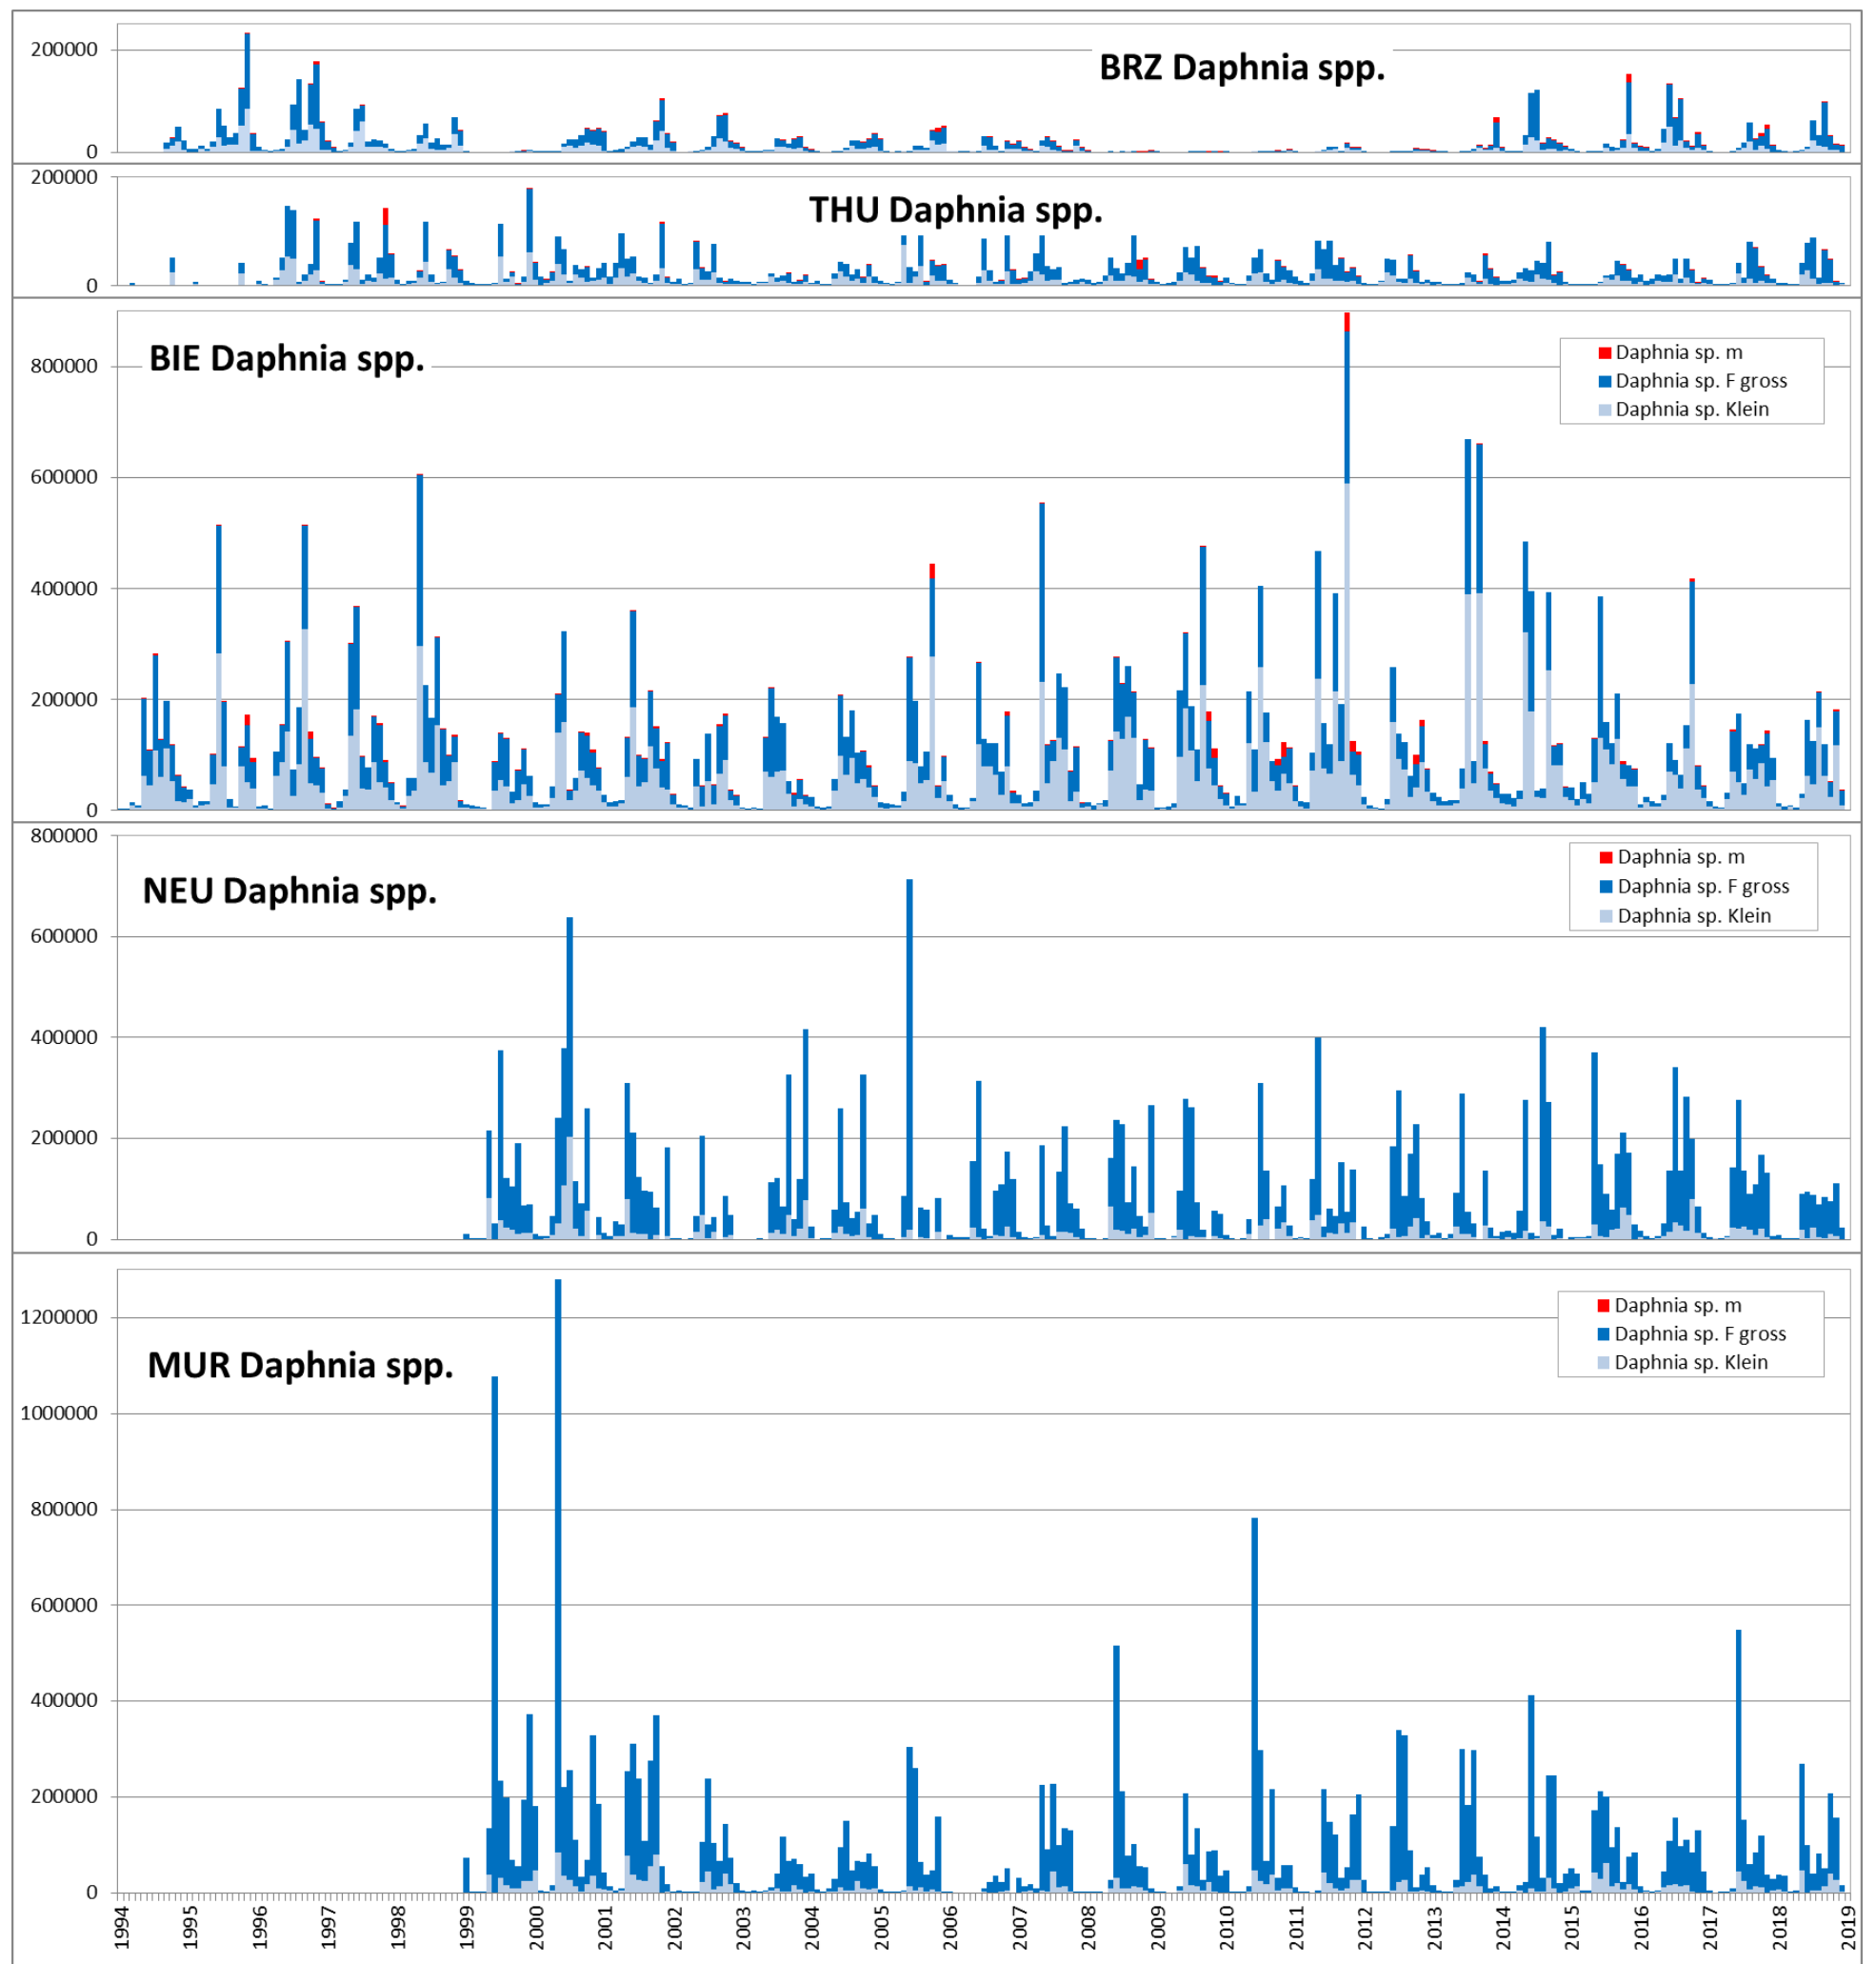 200000
BRZ Daphnia spp.
0
200000
THU Daphnia spp.
0
BIE Daphnia spp.
Daphnia sp. m
Daphnia sp. F gross
Daphnia sp. Klein
800000
600000
400000
200000
0
800000
NEU Daphnia spp.
Daphnia sp. m
Daphnia sp. F gross
Daphnia sp. Klein
600000
400000
200000
0
MUR Daphnia spp.
Daphnia sp. m
Daphnia sp. F gross
Daphnia sp. Klein
1200000
1000000
800000
600000
400000
200000
0
1994 1995 1996 1997 1998 1999 2000 2001 2002 2003 2004 2005 2006 2007 2008 2009 2010 2011 2012 2013 2014 2015 2016 2017 2018 2019